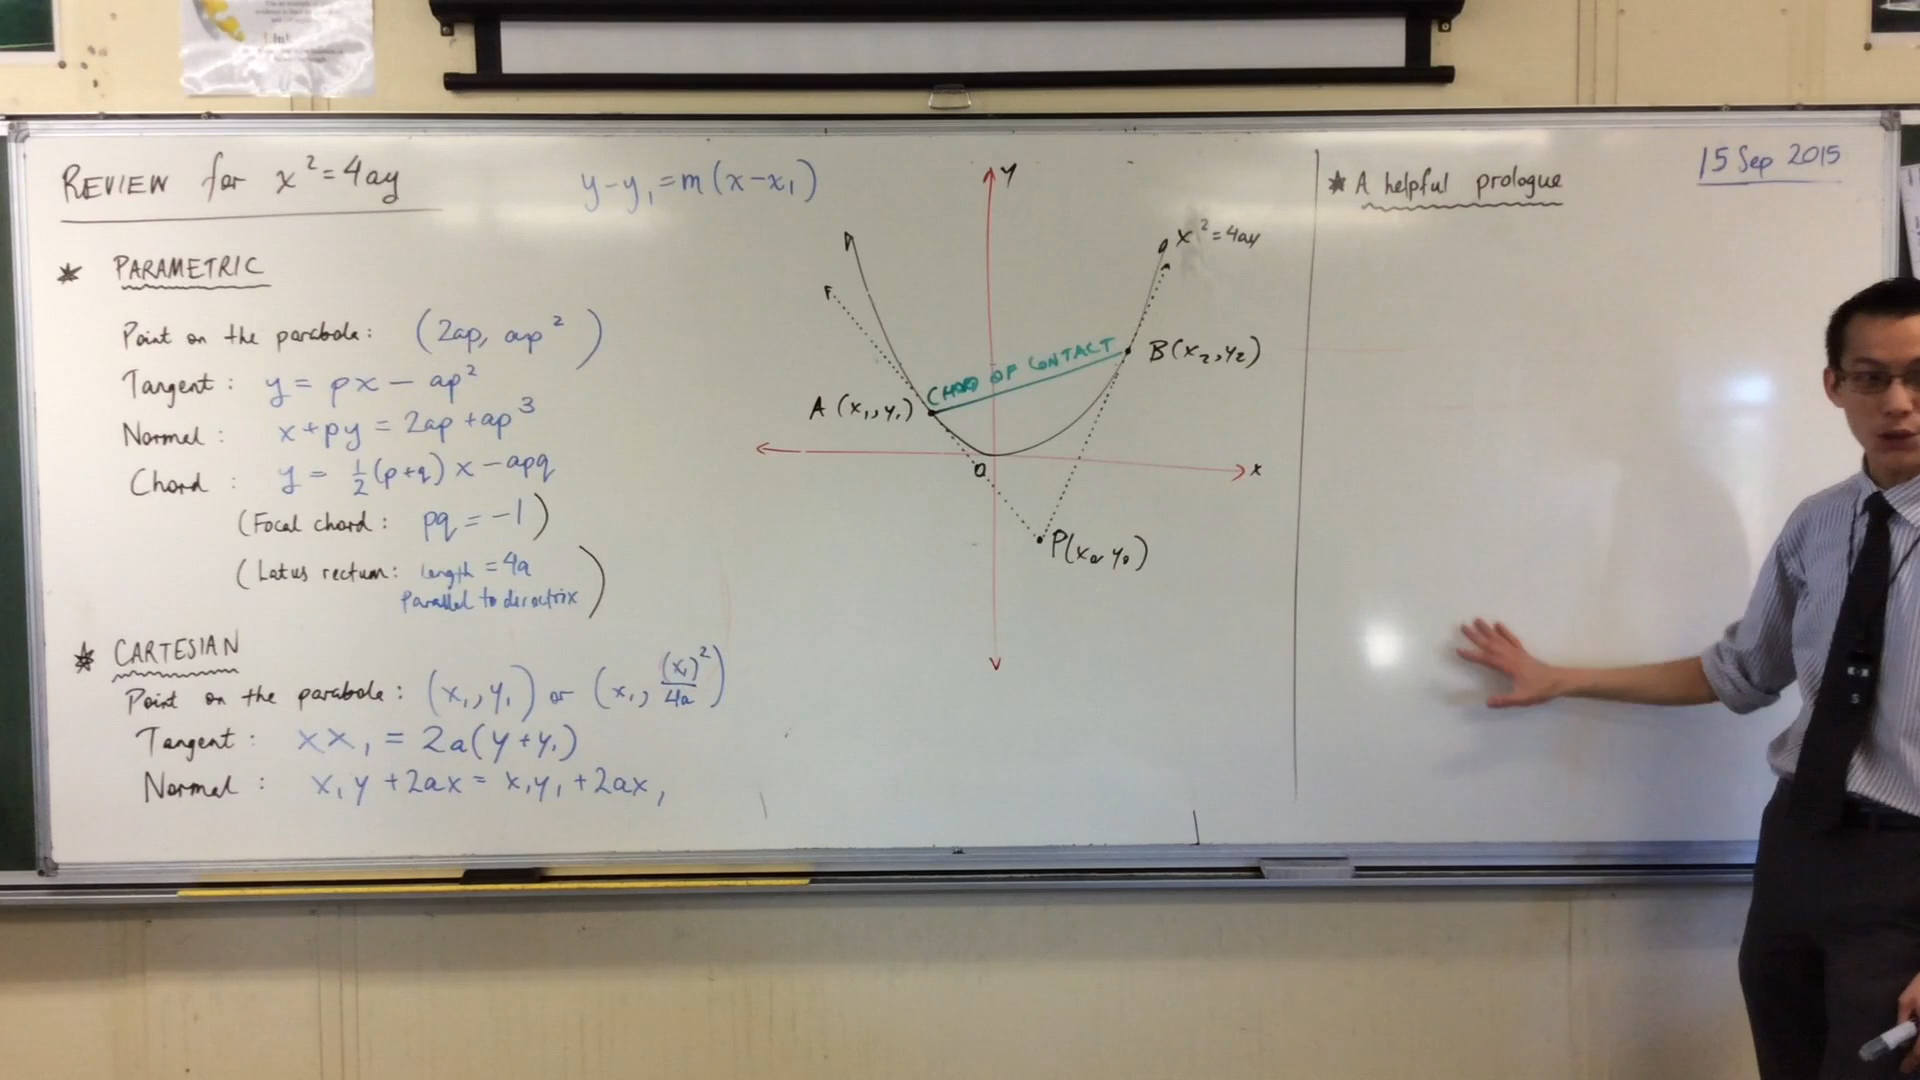 REVIEW for x² = 4ay
★ PARAMETRIC
Point on the parabola: (2ap, ap²)
Tangent: y = px − ap²
Normal: x + py = 2ap + ap³
Chord: y = ½(p+q)x − apq
(Focal chord: pq = −1)
(Latus rectum: length = 4a
parallel to directrix)
★ CARTESIAN
Point on the parabola: (x₁, y₁) or (x₁, (x₁)²/4a)
Tangent: xx₁ = 2a(y + y₁)
Normal: x₁y + 2ax = x₁y₁ + 2ax₁
y − y₁ = m(x − x₁)
y
x² = 4ay
CHORD OF CONTACT
B(x₂, y₂)
A(x₁, y₁)
O
x
P(x₀, y₀)
★ A helpful prologue
15 Sep 2015